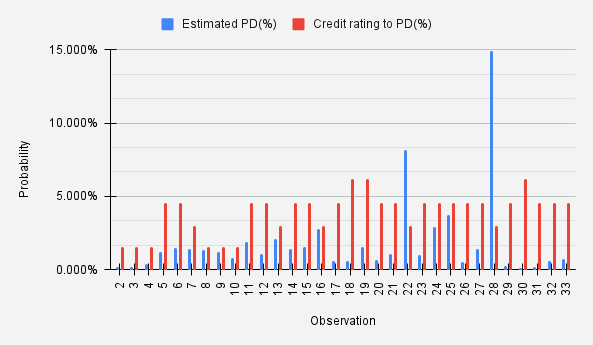 Estimated PD(%) Credit rating to PD(%)
15.000%
10.000%
5.000%
0.000%
Probability
2 3 4 5 6 7 8 9 10 11 12 13 14 15 16 17 18 19 20 21 22 23 24 25 26 27 28 29 30 31 32 33
Observation